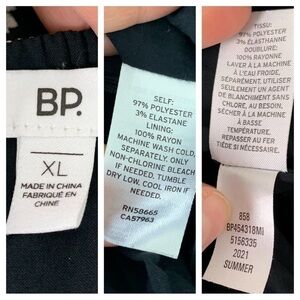 BP.
XL
MADE IN CHINA
FABRIQUÉ EN
CHINE
SELF:
97% POLYESTER
3% ELASTANE
LINING:
100% RAYON
MACHINE WASH COLD
SEPARATELY. ONLY
NON-CHLORINE BLEACH
IF NEEDED. TUMBLE
DRY LOW. COOL IRON IF
NEEDED.
RN58665
CA57963
TISSU:
97% POLYESTER
3% ÉLASTHANNE
DOUBLURE:
100% RAYONNE
LAVER À LA MACHINE
À L'EAU FROIDE,
SÉPARÉMENT. UTILISER
SEULEMENT UN AGENT
DE BLANCHIMENT SANS
CHLORE, AU BESOIN.
SÉCHER À LA MACHINE
À BASSE
TEMPÉRATURE.
REPASSER AU FER
TIÈDE SI NÉCESSAIRE.
858
BP464318MI
5156335
2021
SUMMER